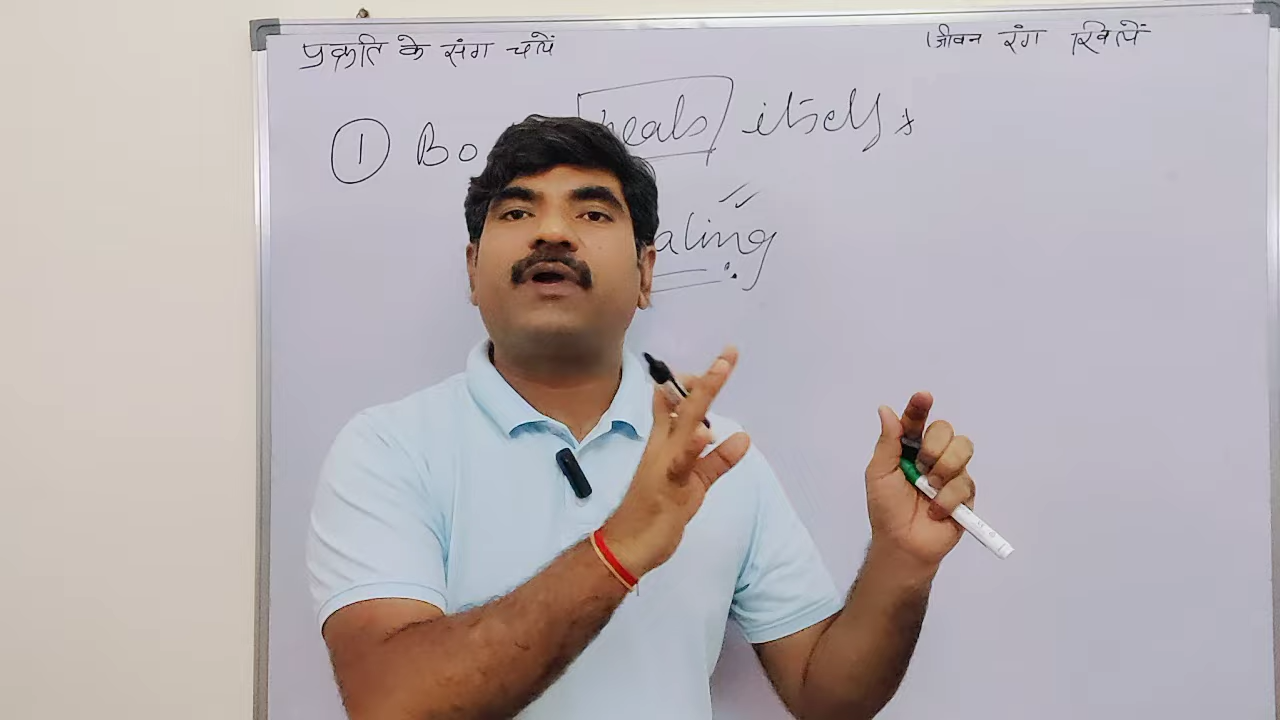 प्रकृति के संग चलें
जीवन रंग खिलें
① Bo heals itself
aling